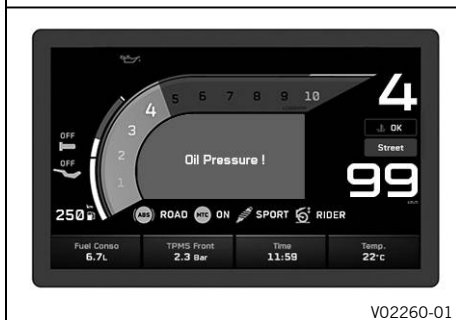 1 2 3 4 5 6 7 8 9 10
4
OK
Street
99
OFF
OFF
Oil Pressure !
250
ABS ROAD MTC ON SPORT RIDER
Fuel Conso TPMS Front Time Temp.
6.7L 2.3 Bar 11:59 22°C
V02260-01